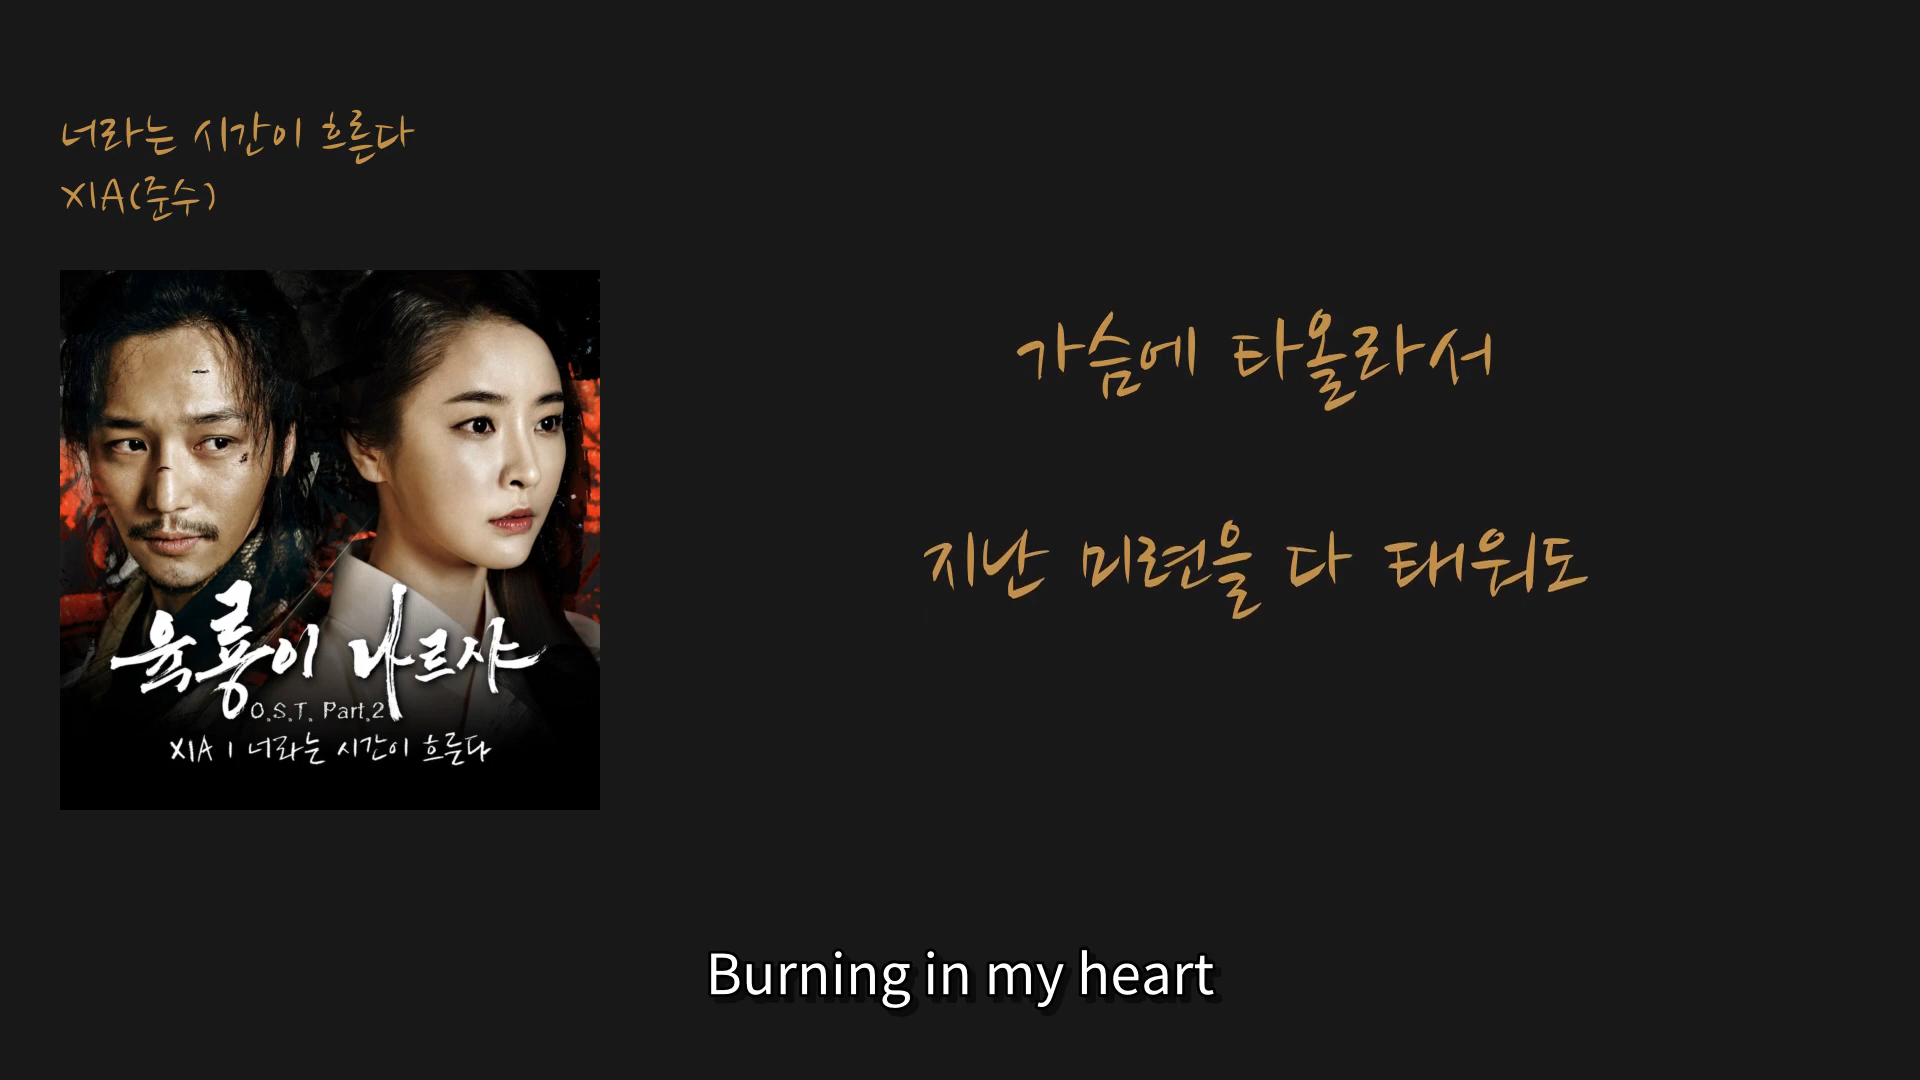 너라는 시간이 흐른다
XIA(준수)
육룡이 나르샤
O.S.T. Part.2
XIA | 너라는 시간이 흐른다
가슴에 타올라서
지난 미련을 다 태워도
Burning in my heart